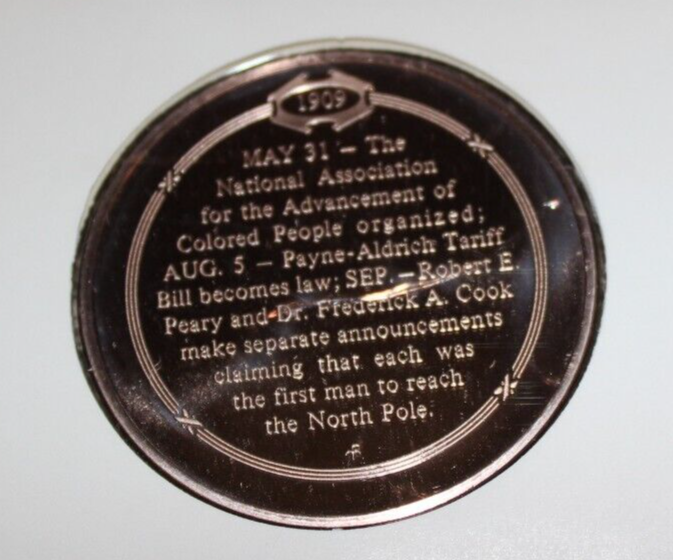 1909
MAY 31 – The
National Association
for the Advancement of
Colored People organized;
AUG. 5 – Payne-Aldrich Tariff
Bill becomes law; SEP. – Robert E.
Peary and Dr. Frederick A. Cook
make separate announcements
claiming that each was
the first man to reach
the North Pole.